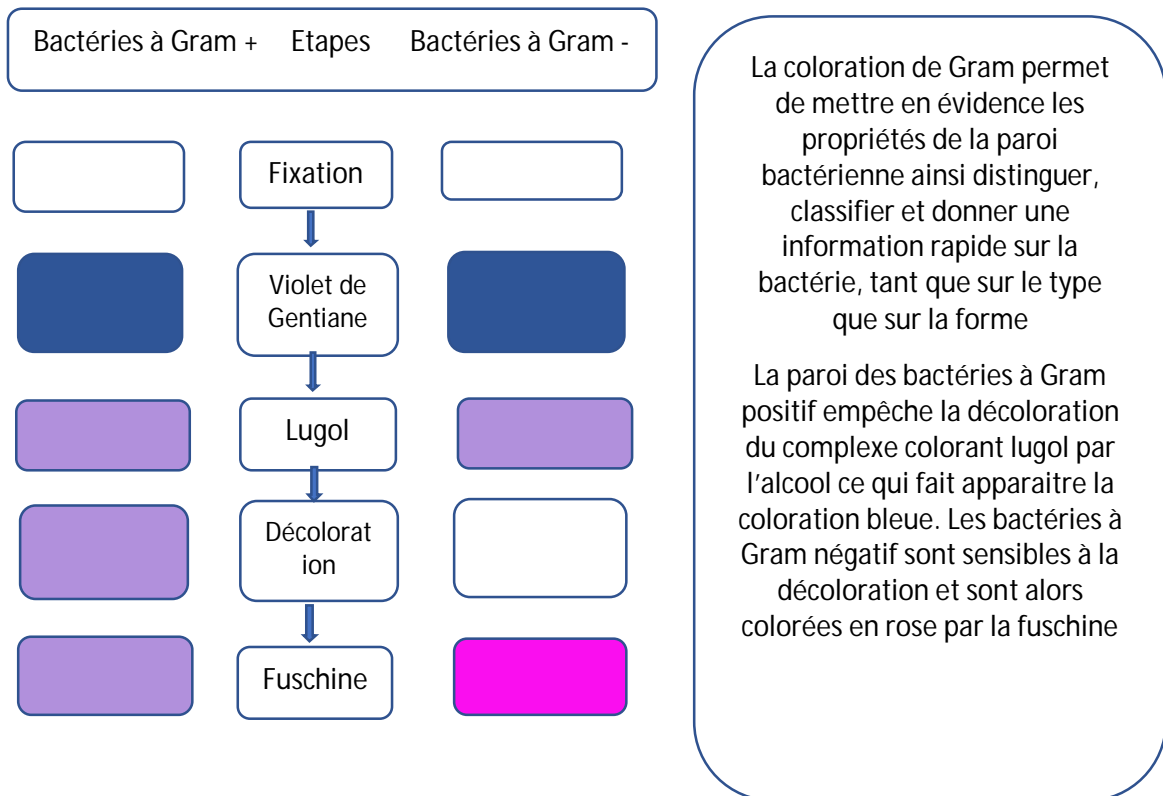 Bactéries à Gram + Etapes Bactéries à Gram -
Fixation
Violet de
Gentiane
Lugol
Décolorat
ion
Fuschine
La coloration de Gram permet
de mettre en évidence les
propriétés de la paroi
bactérienne ainsi distinguer,
classifier et donner une
information rapide sur la
bactérie, tant que sur le type
que sur la forme
La paroi des bactéries à Gram
positif empêche la décoloration
du complexe colorant lugol par
l'alcool ce qui fait apparaitre la
coloration bleue. Les bactéries à
Gram négatif sont sensibles à la
décoloration et sont alors
colorées en rose par la fuschine